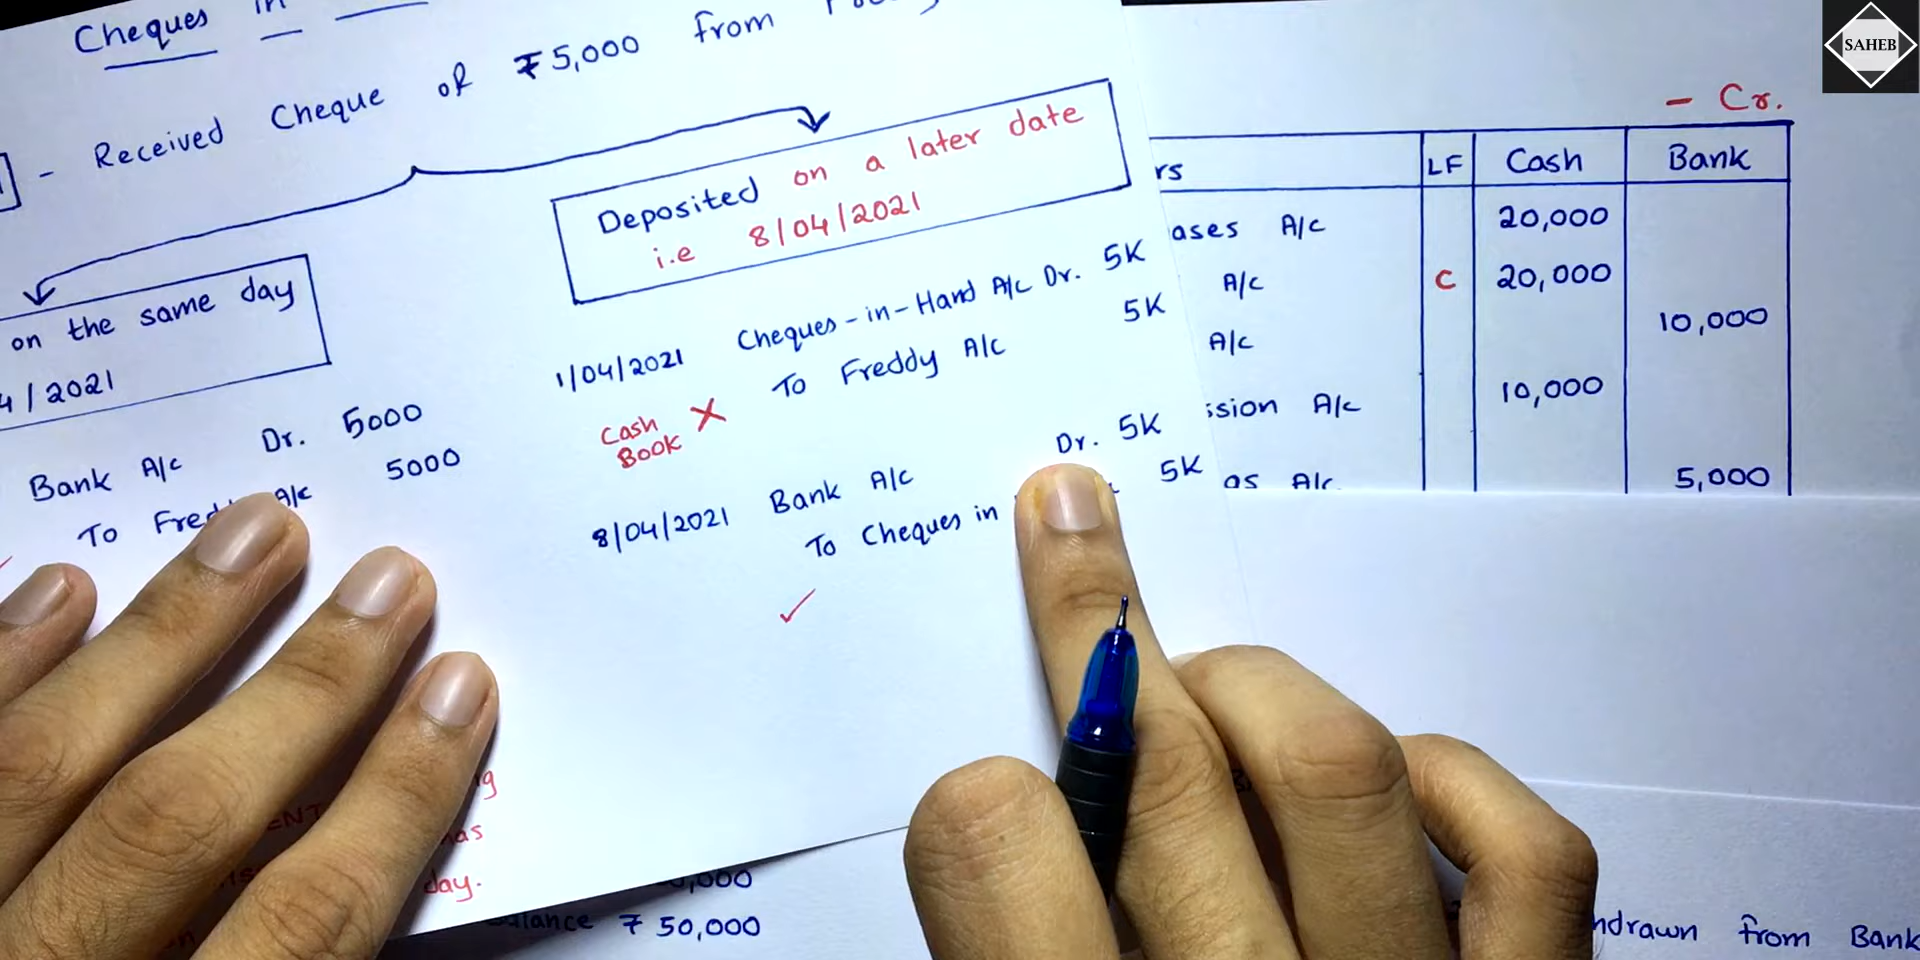 Cheques in
- Received Cheque of ₹5,000 from
on the same day
4/2021
Bank A/c Dr. 5000
To A/c 5000
Deposited on a later date
i.e 8/04/2021
1/04/2021 Cheques-in-Hand A/c Dr. 5K
To Freddy A/c 5K
Cash
Book
8/04/2021 Bank A/c Dr. 5K
To Cheques in 5K
day.
₹ 50,000
SAHEB
- Cr.
LF Cash Bank
A/c 20,000
A/c C 20,000
A/c 10,000
A/c 10,000
A/c 5,000
from Bank